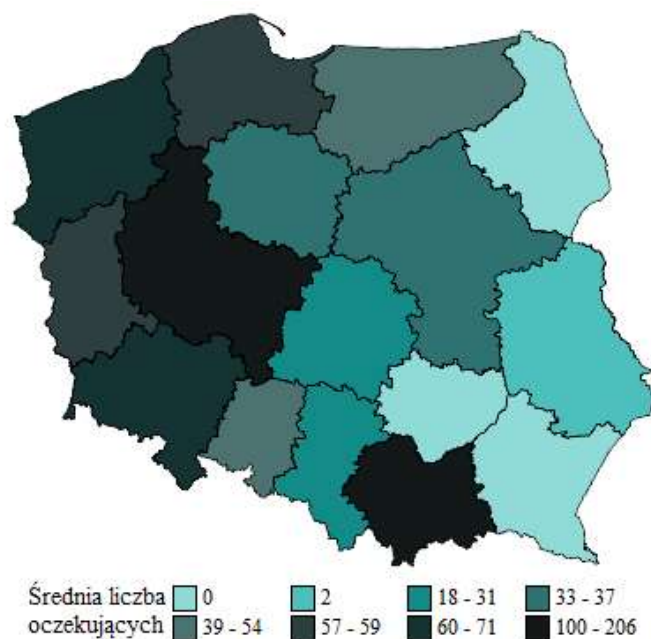 Średnia liczba 0 2 18 - 31 33 - 37
oczekujących 39 - 54 57 - 59 60 - 71 100 - 206